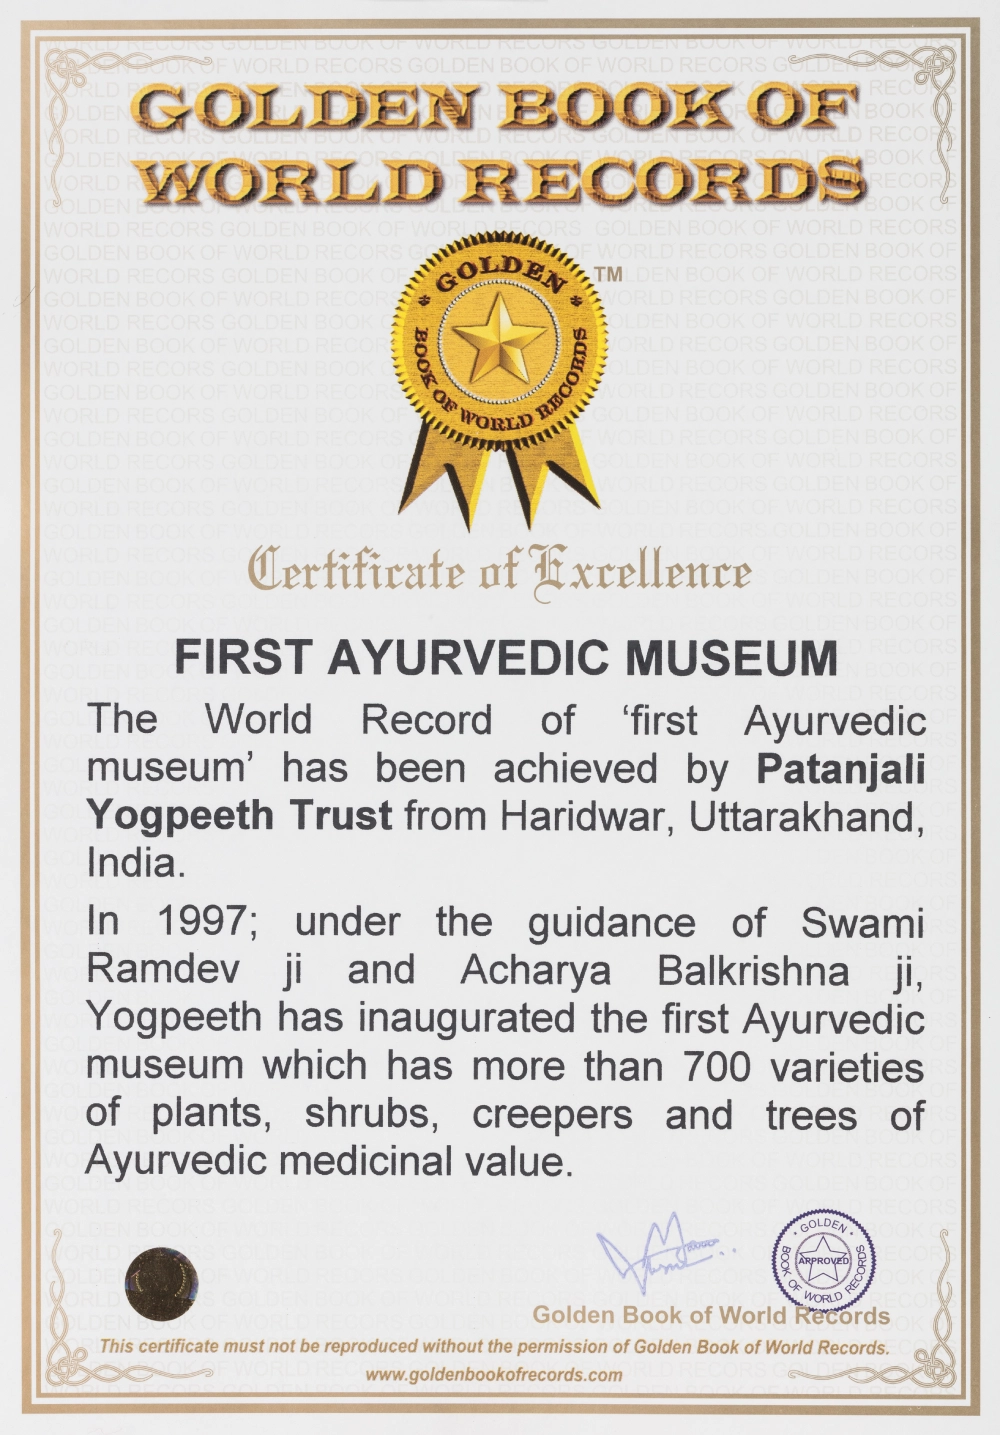 GOLDEN BOOK OF
WORLD RECORDS
GOLDEN
BOOK OF WORLD RECORDS
TM
Certificate of Excellence
FIRST AYURVEDIC MUSEUM
The World Record of ‘first Ayurvedic
museum’ has been achieved by Patanjali
Yogpeeth Trust from Haridwar, Uttarakhand,
India.
In 1997; under the guidance of Swami
Ramdev ji and Acharya Balkrishna ji,
Yogpeeth has inaugurated the first Ayurvedic
museum which has more than 700 varieties
of plants, shrubs, creepers and trees of
Ayurvedic medicinal value.
GOLDEN
APPROVED
BOOK OF WORLD RECORDS
Golden Book of World Records
This certificate must not be reproduced without the permission of Golden Book of World Records.
www.goldenbookofrecords.com